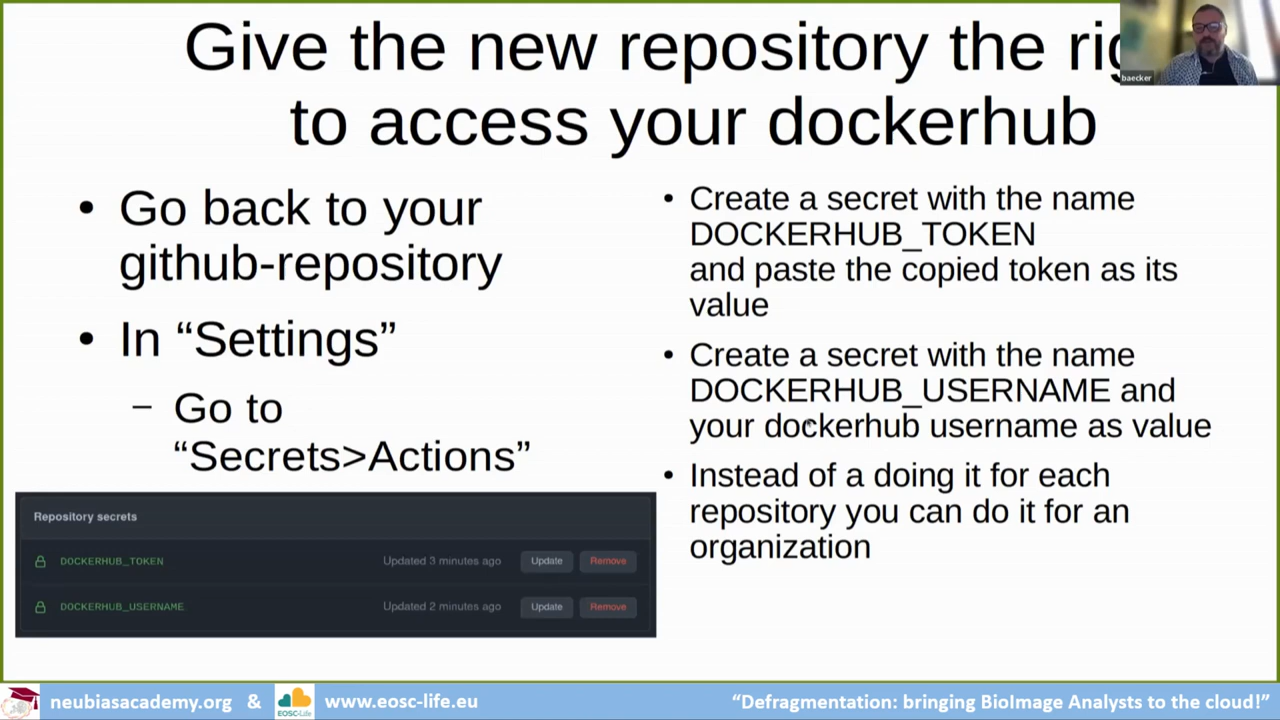 Give the new repository the rig
to access your dockerhub
baecker
• Go back to your
github-repository
• In “Settings”
– Go to
“Secrets>Actions”
Repository secrets
DOCKERHUB_TOKEN Updated 3 minutes ago Update Remove
DOCKERHUB_USERNAME Updated 2 minutes ago Update Remove
• Create a secret with the name
DOCKERHUB_TOKEN
and paste the copied token as its
value
• Create a secret with the name
DOCKERHUB_USERNAME and
your dockerhub username as value
• Instead of a doing it for each
repository you can do it for an
organization
neubiasacademy.org & EOSC-Life www.eosc-life.eu “Defragmentation: bringing BioImage Analysts to the cloud!”